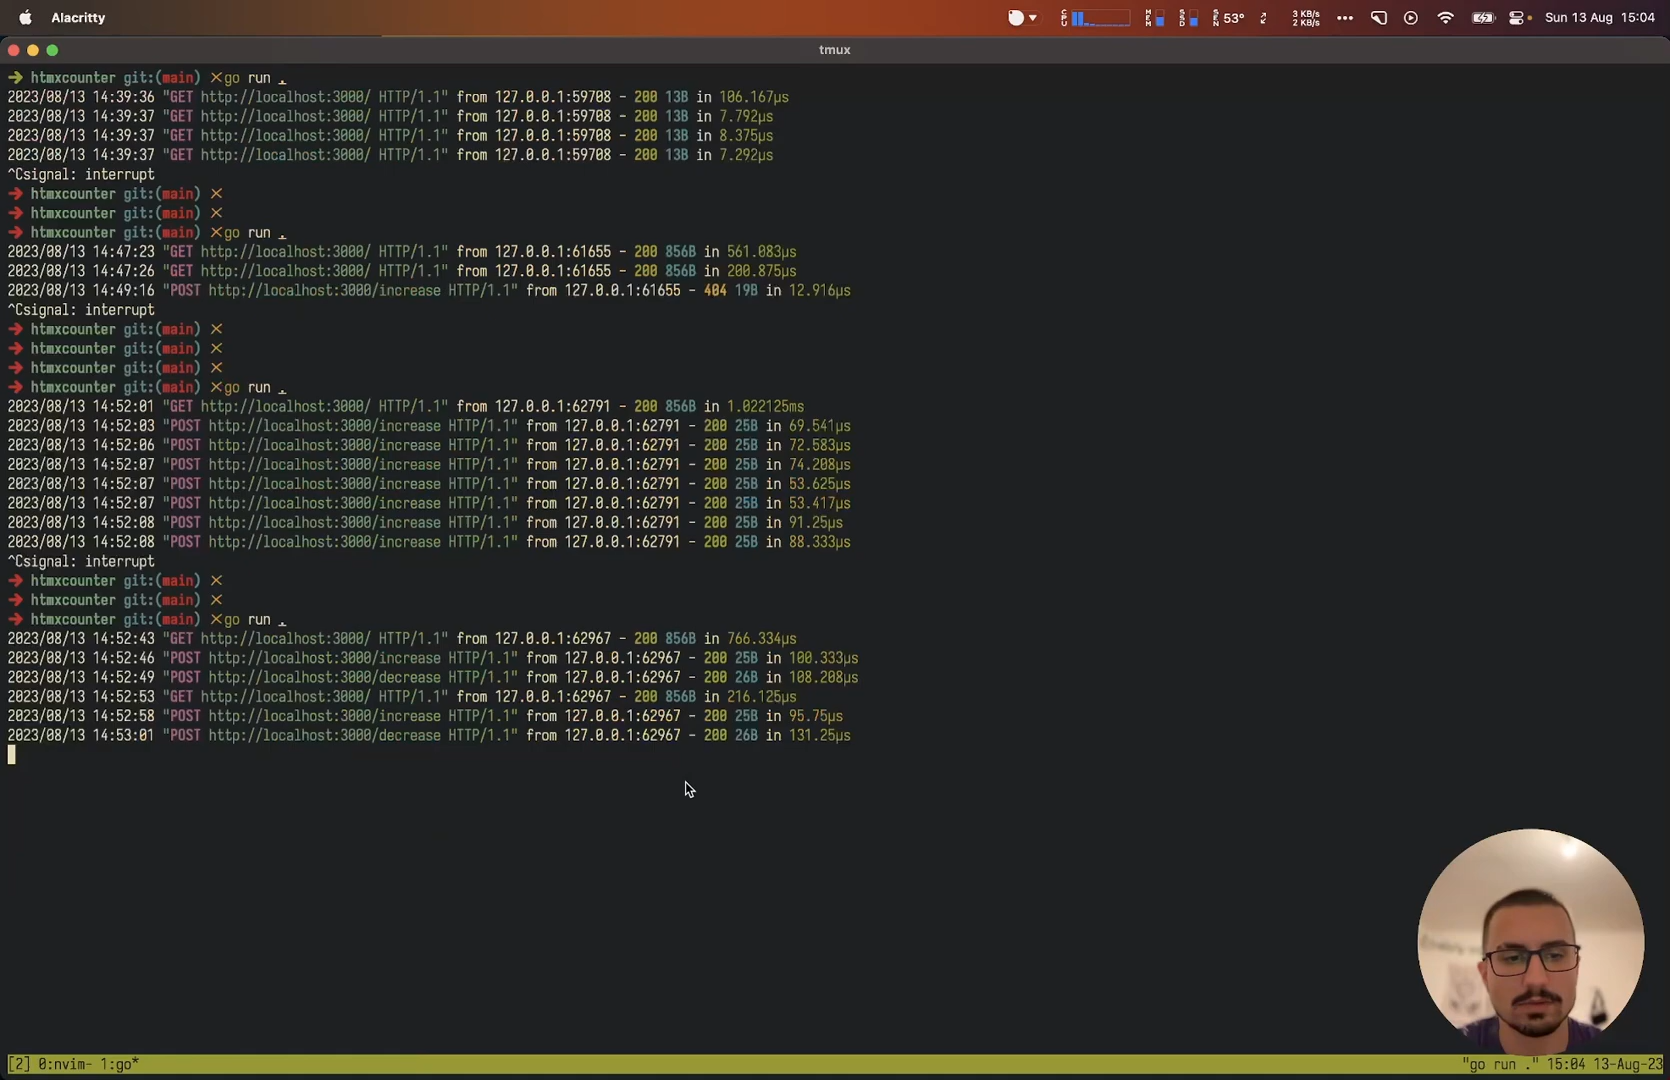 Alacritty
53°
3 KB/s
2 KB/s
Sun 13 Aug 15:04
tmux
→ htmxcounter git:(main) ✗go run .
2023/08/13 14:39:36 "GET http://localhost:3000/ HTTP/1.1" from 127.0.0.1:59708 - 200 13B in 106.167µs
2023/08/13 14:39:37 "GET http://localhost:3000/ HTTP/1.1" from 127.0.0.1:59708 - 200 13B in 7.792µs
2023/08/13 14:39:37 "GET http://localhost:3000/ HTTP/1.1" from 127.0.0.1:59708 - 200 13B in 8.375µs
2023/08/13 14:39:37 "GET http://localhost:3000/ HTTP/1.1" from 127.0.0.1:59708 - 200 13B in 7.292µs
^Csignal: interrupt
→ htmxcounter git:(main) ✗
→ htmxcounter git:(main) ✗
→ htmxcounter git:(main) ✗go run .
2023/08/13 14:47:23 "GET http://localhost:3000/ HTTP/1.1" from 127.0.0.1:61655 - 200 856B in 561.083µs
2023/08/13 14:47:26 "GET http://localhost:3000/ HTTP/1.1" from 127.0.0.1:61655 - 200 856B in 200.875µs
2023/08/13 14:49:16 "POST http://localhost:3000/increase HTTP/1.1" from 127.0.0.1:61655 - 404 19B in 12.916µs
^Csignal: interrupt
→ htmxcounter git:(main) ✗
→ htmxcounter git:(main) ✗
→ htmxcounter git:(main) ✗
→ htmxcounter git:(main) ✗go run .
2023/08/13 14:52:01 "GET http://localhost:3000/ HTTP/1.1" from 127.0.0.1:62791 - 200 856B in 1.022125ms
2023/08/13 14:52:03 "POST http://localhost:3000/increase HTTP/1.1" from 127.0.0.1:62791 - 200 25B in 69.541µs
2023/08/13 14:52:06 "POST http://localhost:3000/increase HTTP/1.1" from 127.0.0.1:62791 - 200 25B in 72.583µs
2023/08/13 14:52:07 "POST http://localhost:3000/increase HTTP/1.1" from 127.0.0.1:62791 - 200 25B in 74.208µs
2023/08/13 14:52:07 "POST http://localhost:3000/increase HTTP/1.1" from 127.0.0.1:62791 - 200 25B in 53.625µs
2023/08/13 14:52:07 "POST http://localhost:3000/increase HTTP/1.1" from 127.0.0.1:62791 - 200 25B in 53.417µs
2023/08/13 14:52:08 "POST http://localhost:3000/increase HTTP/1.1" from 127.0.0.1:62791 - 200 25B in 91.25µs
2023/08/13 14:52:08 "POST http://localhost:3000/increase HTTP/1.1" from 127.0.0.1:62791 - 200 25B in 88.333µs
^Csignal: interrupt
→ htmxcounter git:(main) ✗
→ htmxcounter git:(main) ✗
→ htmxcounter git:(main) ✗go run .
2023/08/13 14:52:43 "GET http://localhost:3000/ HTTP/1.1" from 127.0.0.1:62967 - 200 856B in 766.334µs
2023/08/13 14:52:46 "POST http://localhost:3000/increase HTTP/1.1" from 127.0.0.1:62967 - 200 25B in 100.333µs
2023/08/13 14:52:49 "POST http://localhost:3000/decrease HTTP/1.1" from 127.0.0.1:62967 - 200 26B in 108.208µs
2023/08/13 14:52:53 "GET http://localhost:3000/ HTTP/1.1" from 127.0.0.1:62967 - 200 856B in 216.125µs
2023/08/13 14:52:58 "POST http://localhost:3000/increase HTTP/1.1" from 127.0.0.1:62967 - 200 25B in 95.75µs
2023/08/13 14:53:01 "POST http://localhost:3000/decrease HTTP/1.1" from 127.0.0.1:62967 - 200 26B in 131.25µs
[2] 0:nvim- 1:go*
"go run ." 15:04 13-Aug-23